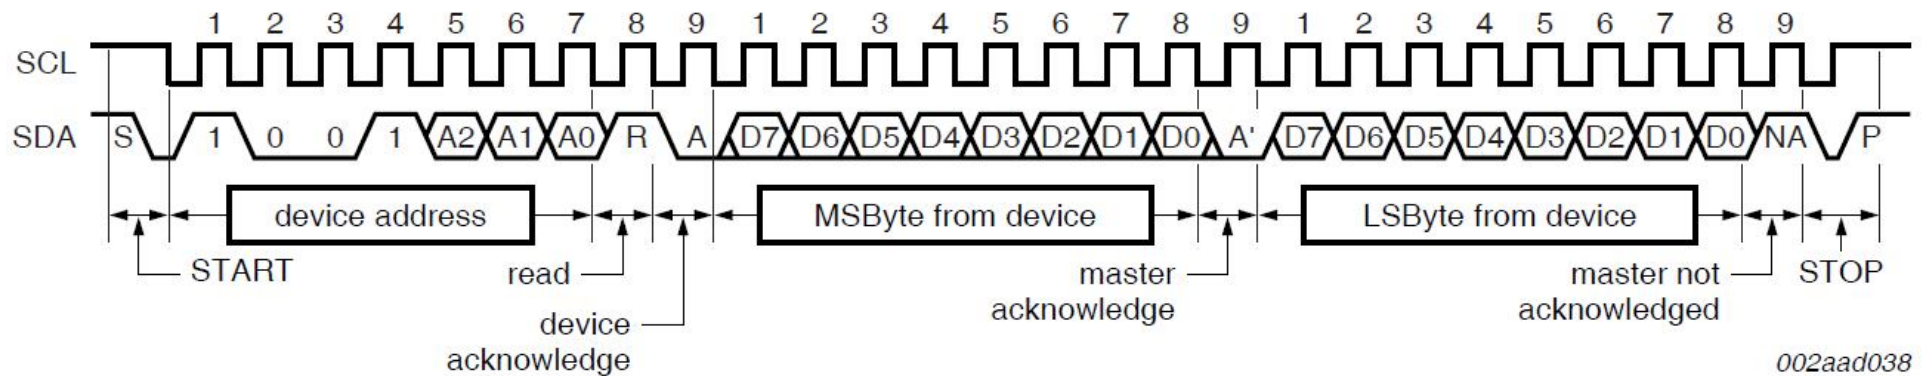 1 2 3 4 5 6 7 8 9 1 2 3 4 5 6 7 8 9 1 2 3 4 5 6 7 8 9
SCL
SDA S 1 0 0 1 A2 A1 A0 R A D7 D6 D5 D4 D3 D2 D1 D0 A' D7 D6 D5 D4 D3 D2 D1 D0 NA P
device address MSByte from device LSByte from device
START read master master not STOP
acknowledge acknowledged
device
acknowledge 002aad038